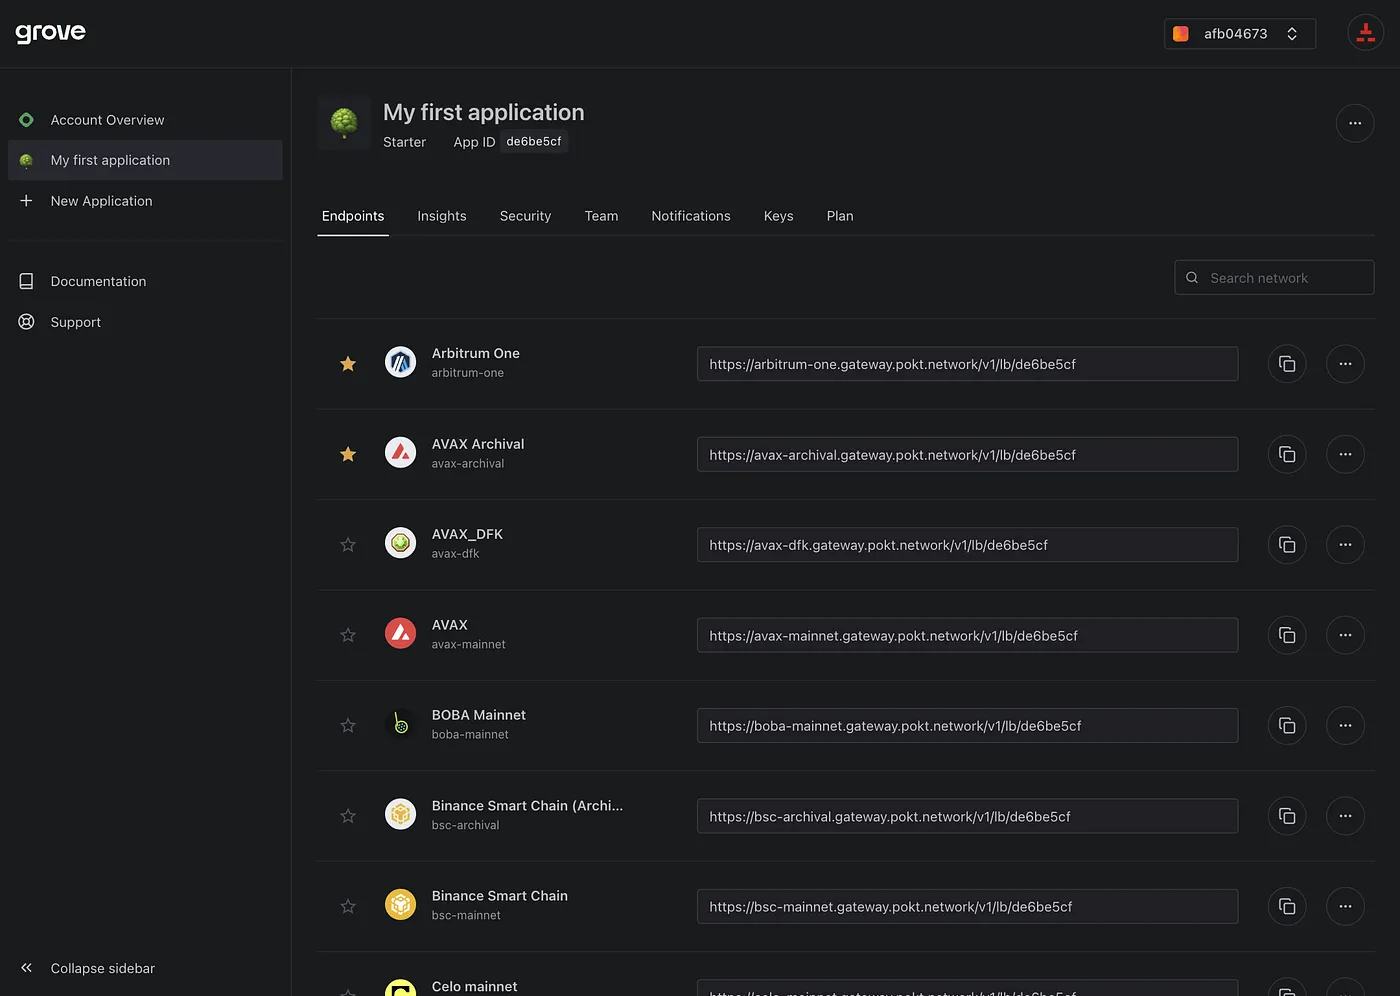 grove
afb04673
Account Overview
My first application
New Application
Documentation
Support
Collapse sidebar
My first application
Starter App ID de6be5cf
Endpoints Insights Security Team Notifications Keys Plan
Search network
Arbitrum One
arbitrum-one
https://arbitrum-one.gateway.pokt.network/v1/lb/de6be5cf
AVAX Archival
avax-archival
https://avax-archival.gateway.pokt.network/v1/lb/de6be5cf
AVAX_DFK
avax-dfk
https://avax-dfk.gateway.pokt.network/v1/lb/de6be5cf
AVAX
avax-mainnet
https://avax-mainnet.gateway.pokt.network/v1/lb/de6be5cf
BOBA Mainnet
boba-mainnet
https://boba-mainnet.gateway.pokt.network/v1/lb/de6be5cf
Binance Smart Chain (Archi...
bsc-archival
https://bsc-archival.gateway.pokt.network/v1/lb/de6be5cf
Binance Smart Chain
bsc-mainnet
https://bsc-mainnet.gateway.pokt.network/v1/lb/de6be5cf
Celo mainnet